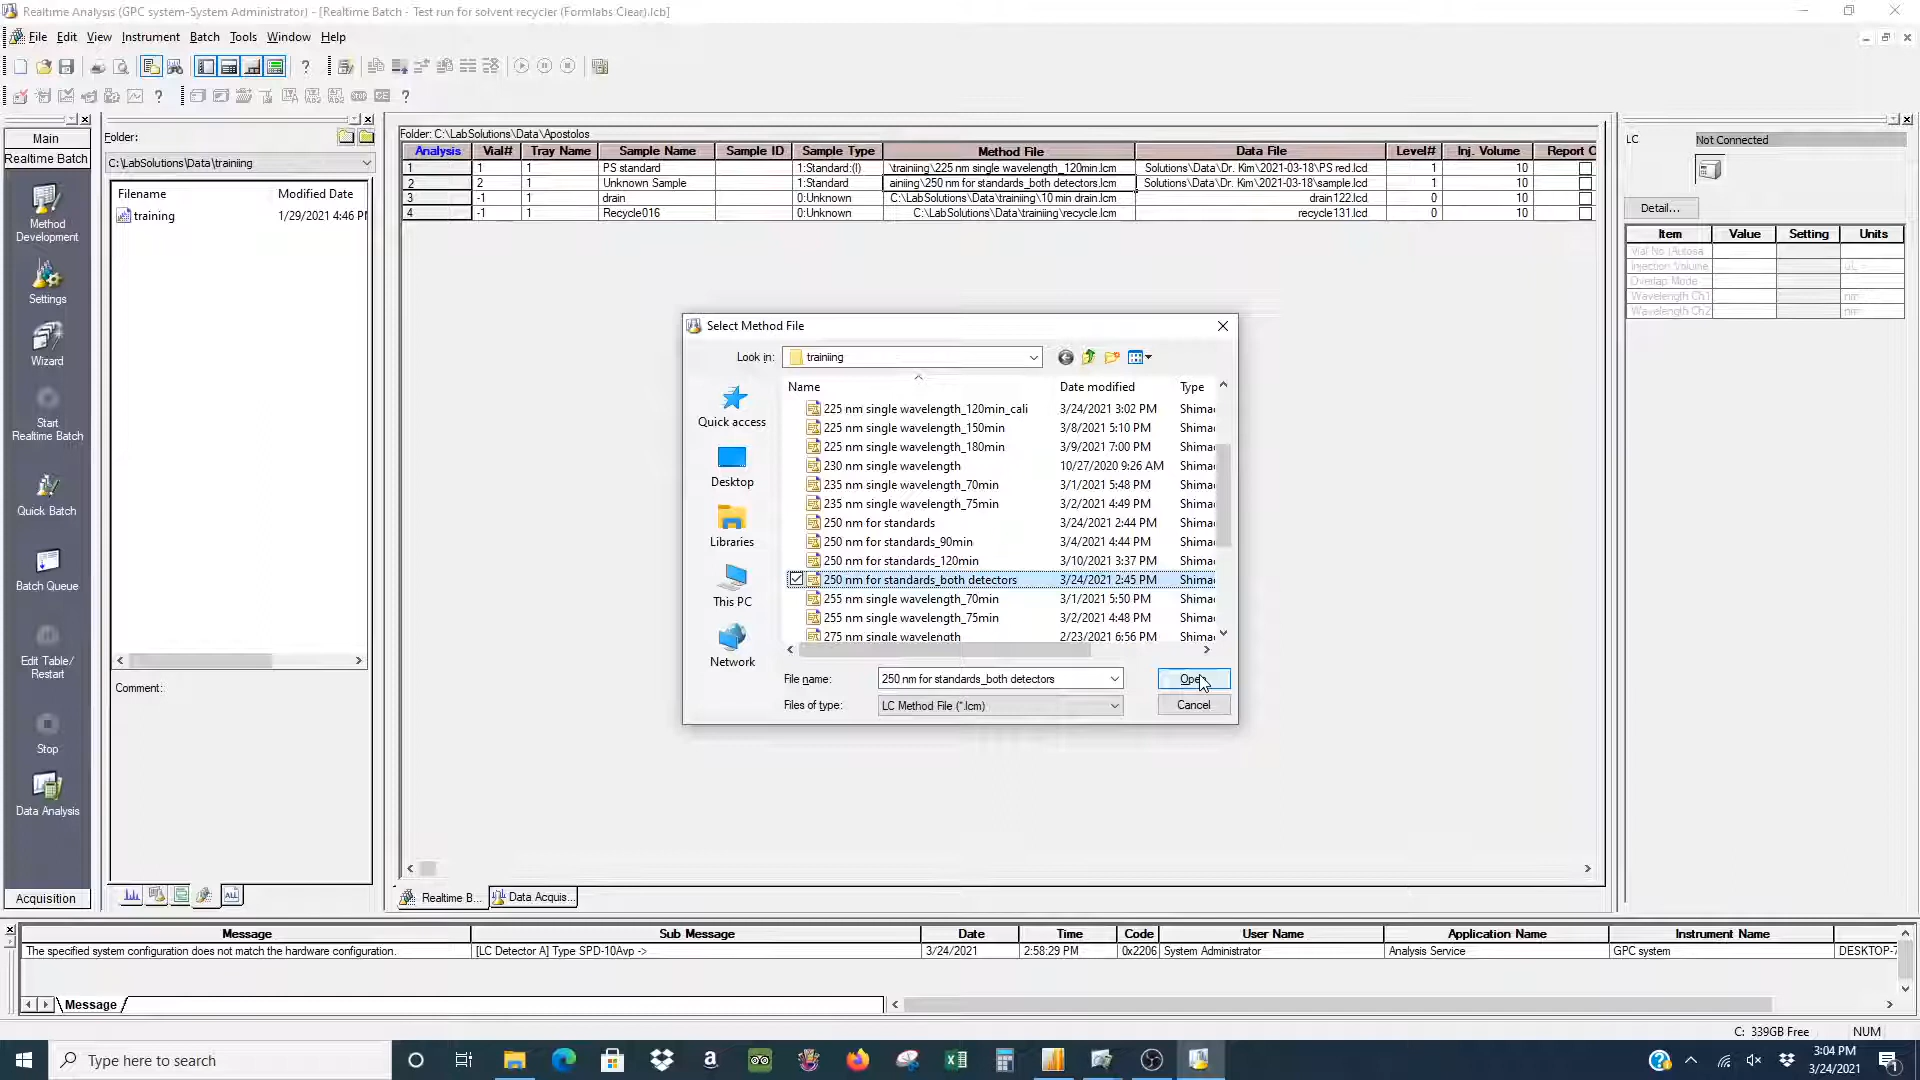 Realtime Analysis (GPC system-System Administrator) - [Realtime Batch - Test run for solvent recycler (Formlabs Clear).lcb]
File Edit View Instrument Batch Tools Window Help
Main
Realtime Batch
Method Development
Settings
Wizard
Start Realtime Batch
Quick Batch
Batch Queue
Edit Table/ Restart
Stop
Data Analysis
Acquisition
Folder:
C:\LabSolutions\Data\trainiing
Filename Modified Date
training 1/29/2021 4:46 PM
Comment:
Folder: C:\LabSolutions\Data\Apostolos
Analysis Vial# Tray Name Sample Name Sample ID Sample Type Method File Data File Level# Inj. Volume Report O
1 1 1 PS standard 1:Standard:(I) \trainiing\225 nm single wavelength_120min.lcm Solutions\Data\Dr. Kim\2021-03-18\PS red.lcd 1 10
2 2 1 Unknown Sample 1:Standard ainiing\250 nm for standards_both detectors.lcm Solutions\Data\Dr. Kim\2021-03-18\sample.lcd 1 10
3 -1 1 drain 0:Unknown C:\LabSolutions\Data\trainiing\10 min drain.lcm drain122.lcd 0 10
4 -1 1 Recycle016 0:Unknown C:\LabSolutions\Data\trainiing\recycle.lcm recycle131.lcd 0 10
Select Method File
Look in: trainiing
Quick access
Desktop
Libraries
This PC
Network
Name Date modified Type
225 nm single wavelength_120min_cali 3/24/2021 3:02 PM Shima
225 nm single wavelength_150min 3/8/2021 5:10 PM Shima
225 nm single wavelength_180min 3/9/2021 7:00 PM Shima
230 nm single wavelength 10/27/2020 9:26 AM Shima
235 nm single wavelength_70min 3/1/2021 5:48 PM Shima
235 nm single wavelength_75min 3/2/2021 4:49 PM Shima
250 nm for standards 3/24/2021 2:44 PM Shima
250 nm for standards_90min 3/4/2021 4:44 PM Shima
250 nm for standards_120min 3/10/2021 3:37 PM Shima
250 nm for standards_both detectors 3/24/2021 2:45 PM Shima
255 nm single wavelength_70min 3/1/2021 5:50 PM Shima
255 nm single wavelength_75min 3/2/2021 4:48 PM Shima
275 nm single wavelength 2/23/2021 6:56 PM Shima
File name: 250 nm for standards_both detectors Open
Files of type: LC Method File (*.lcm) Cancel
Realtime B... Data Acquis...
LC Not Connected
Detail...
Item Value Setting Units
Vial No.(Autosa
Injection Volume uL
Overlap Mode
Wavelength Ch1 nm
Wavelength Ch2 nm
Message Sub Message Date Time Code User Name Application Name Instrument Name
The specified system configuration does not match the hardware configuration. [LC Detector A] Type SPD-10Avp -> 3/24/2021 2:58:29 PM 0x2206 System Administrator Analysis Service GPC system DESKTOP-7
Message
C: 339GB Free NUM
Type here to search
3:04 PM
3/24/2021